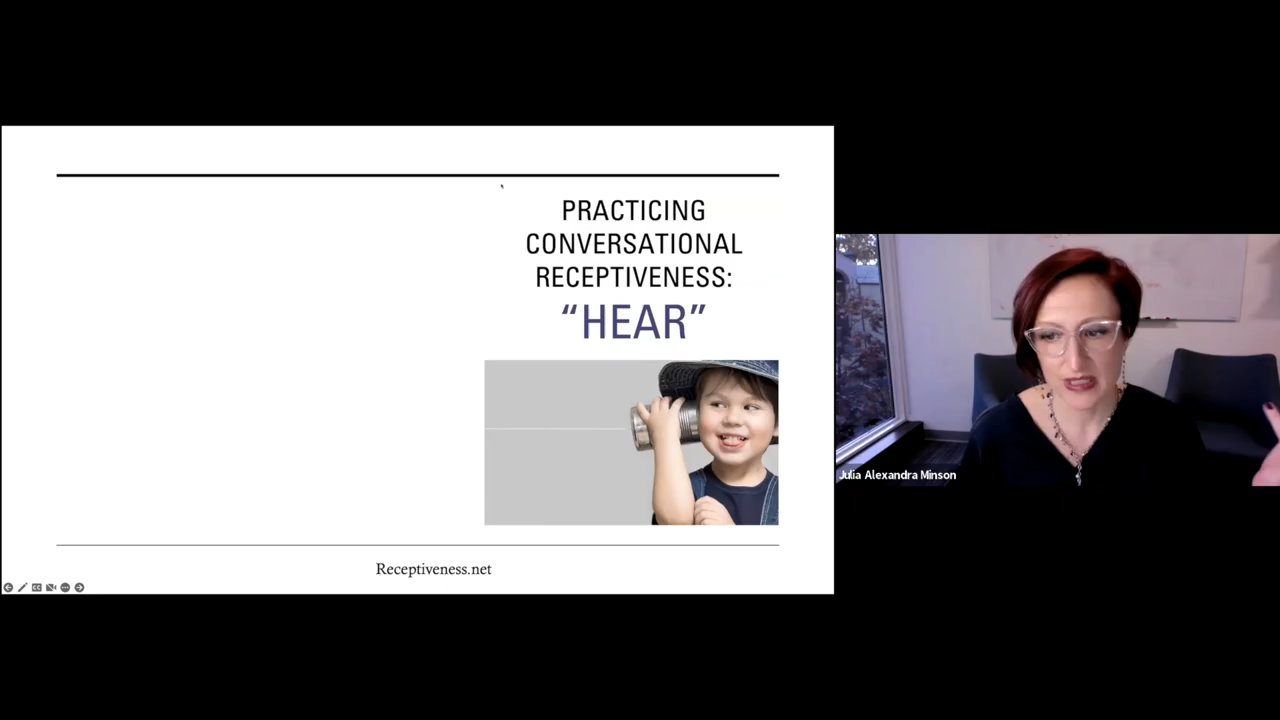 PRACTICING
CONVERSATIONAL
RECEPTIVENESS:
“HEAR”
Receptiveness.net
Julia Alexandra Minson